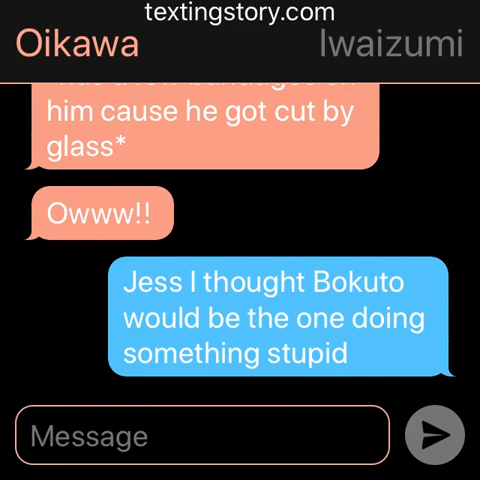 textingstory.com
Oikawa Iwaizumi
him cause he got cut by
glass*
Owww!!
Jess I thought Bokuto
would be the one doing
something stupid
Message